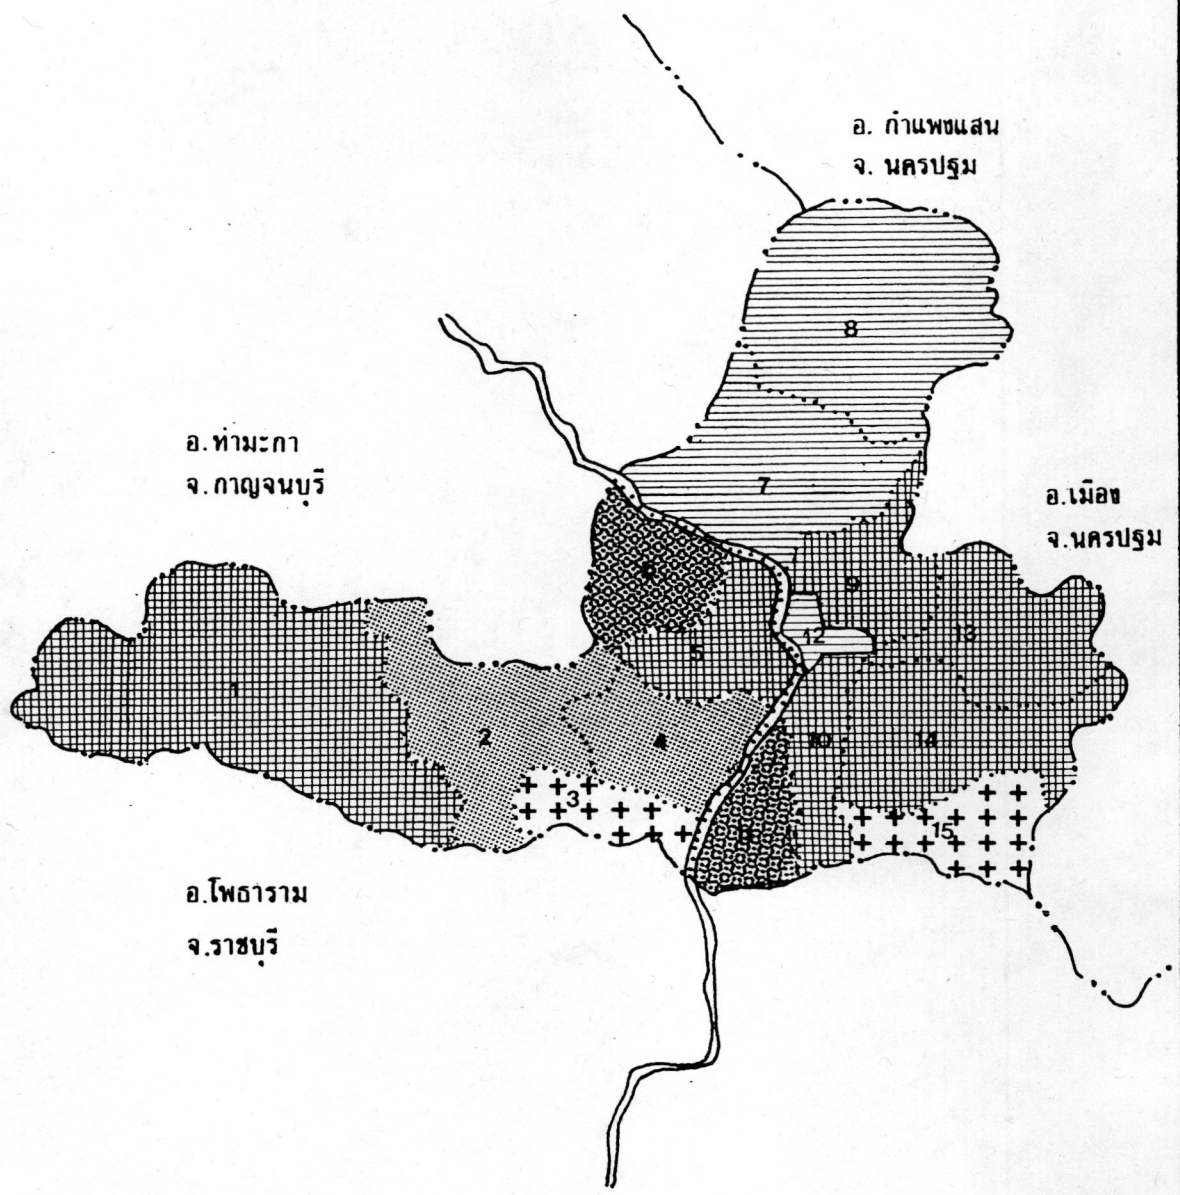 อ. กำแพงแสน
จ. นครปฐม
8
อ.ท่ามะกา
จ.กาญจนบุรี
7
อ.เมือง
จ.นครปฐม
6
9
12
13
5
1
2
4
10
14
3
15
อ.โพธาราม
จ.ราชบุรี